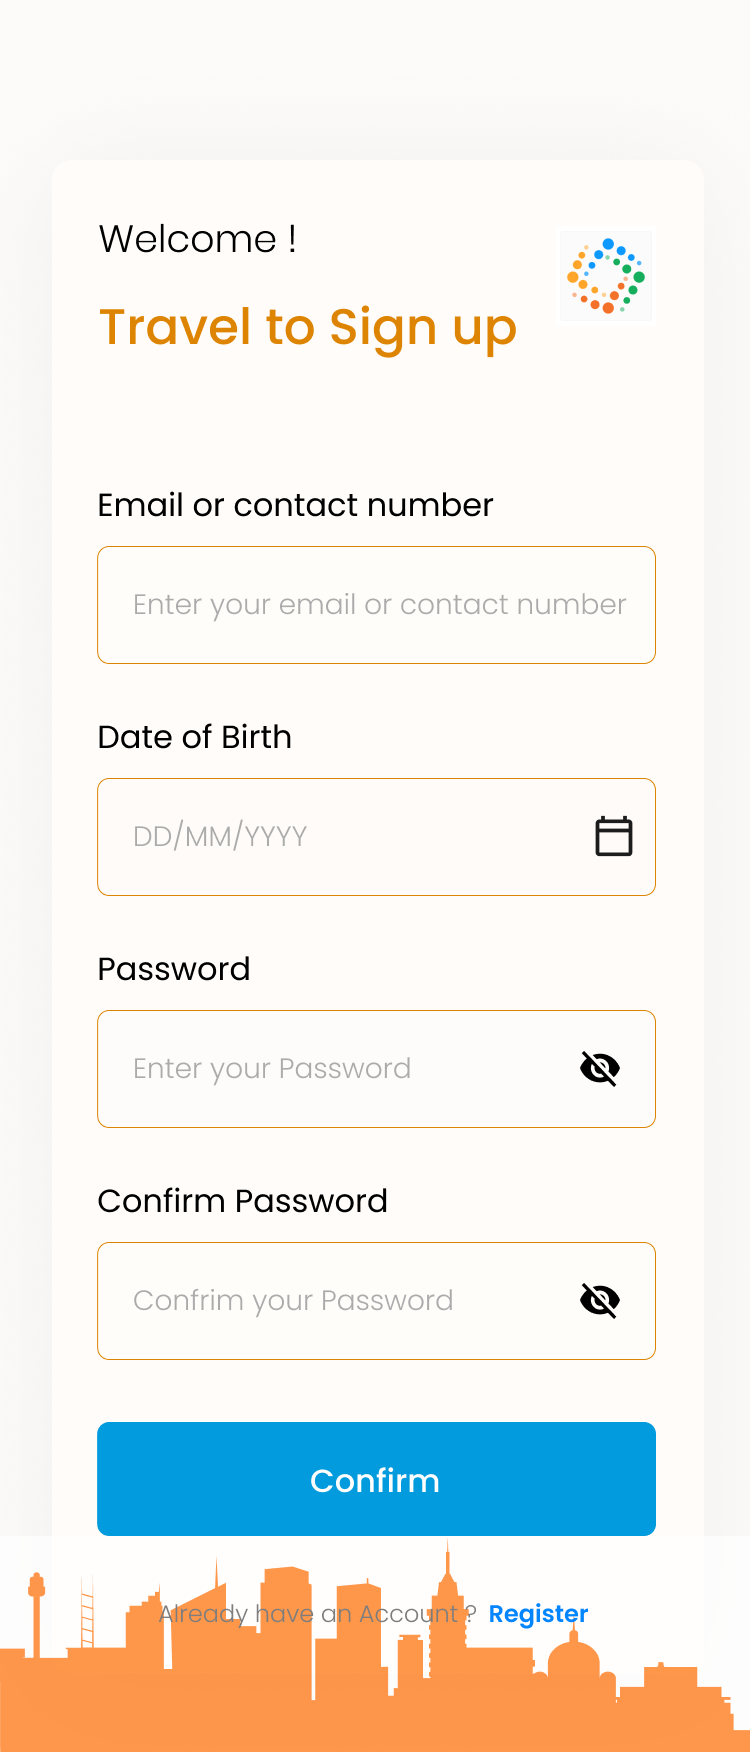 Welcome !
Travel to Sign up
Email or contact number
Enter your email or contact number
Date of Birth
DD/MM/YYYY
Password
Enter your Password
Confirm Password
Confrim your Password
Confirm
Already have an Account ? Register